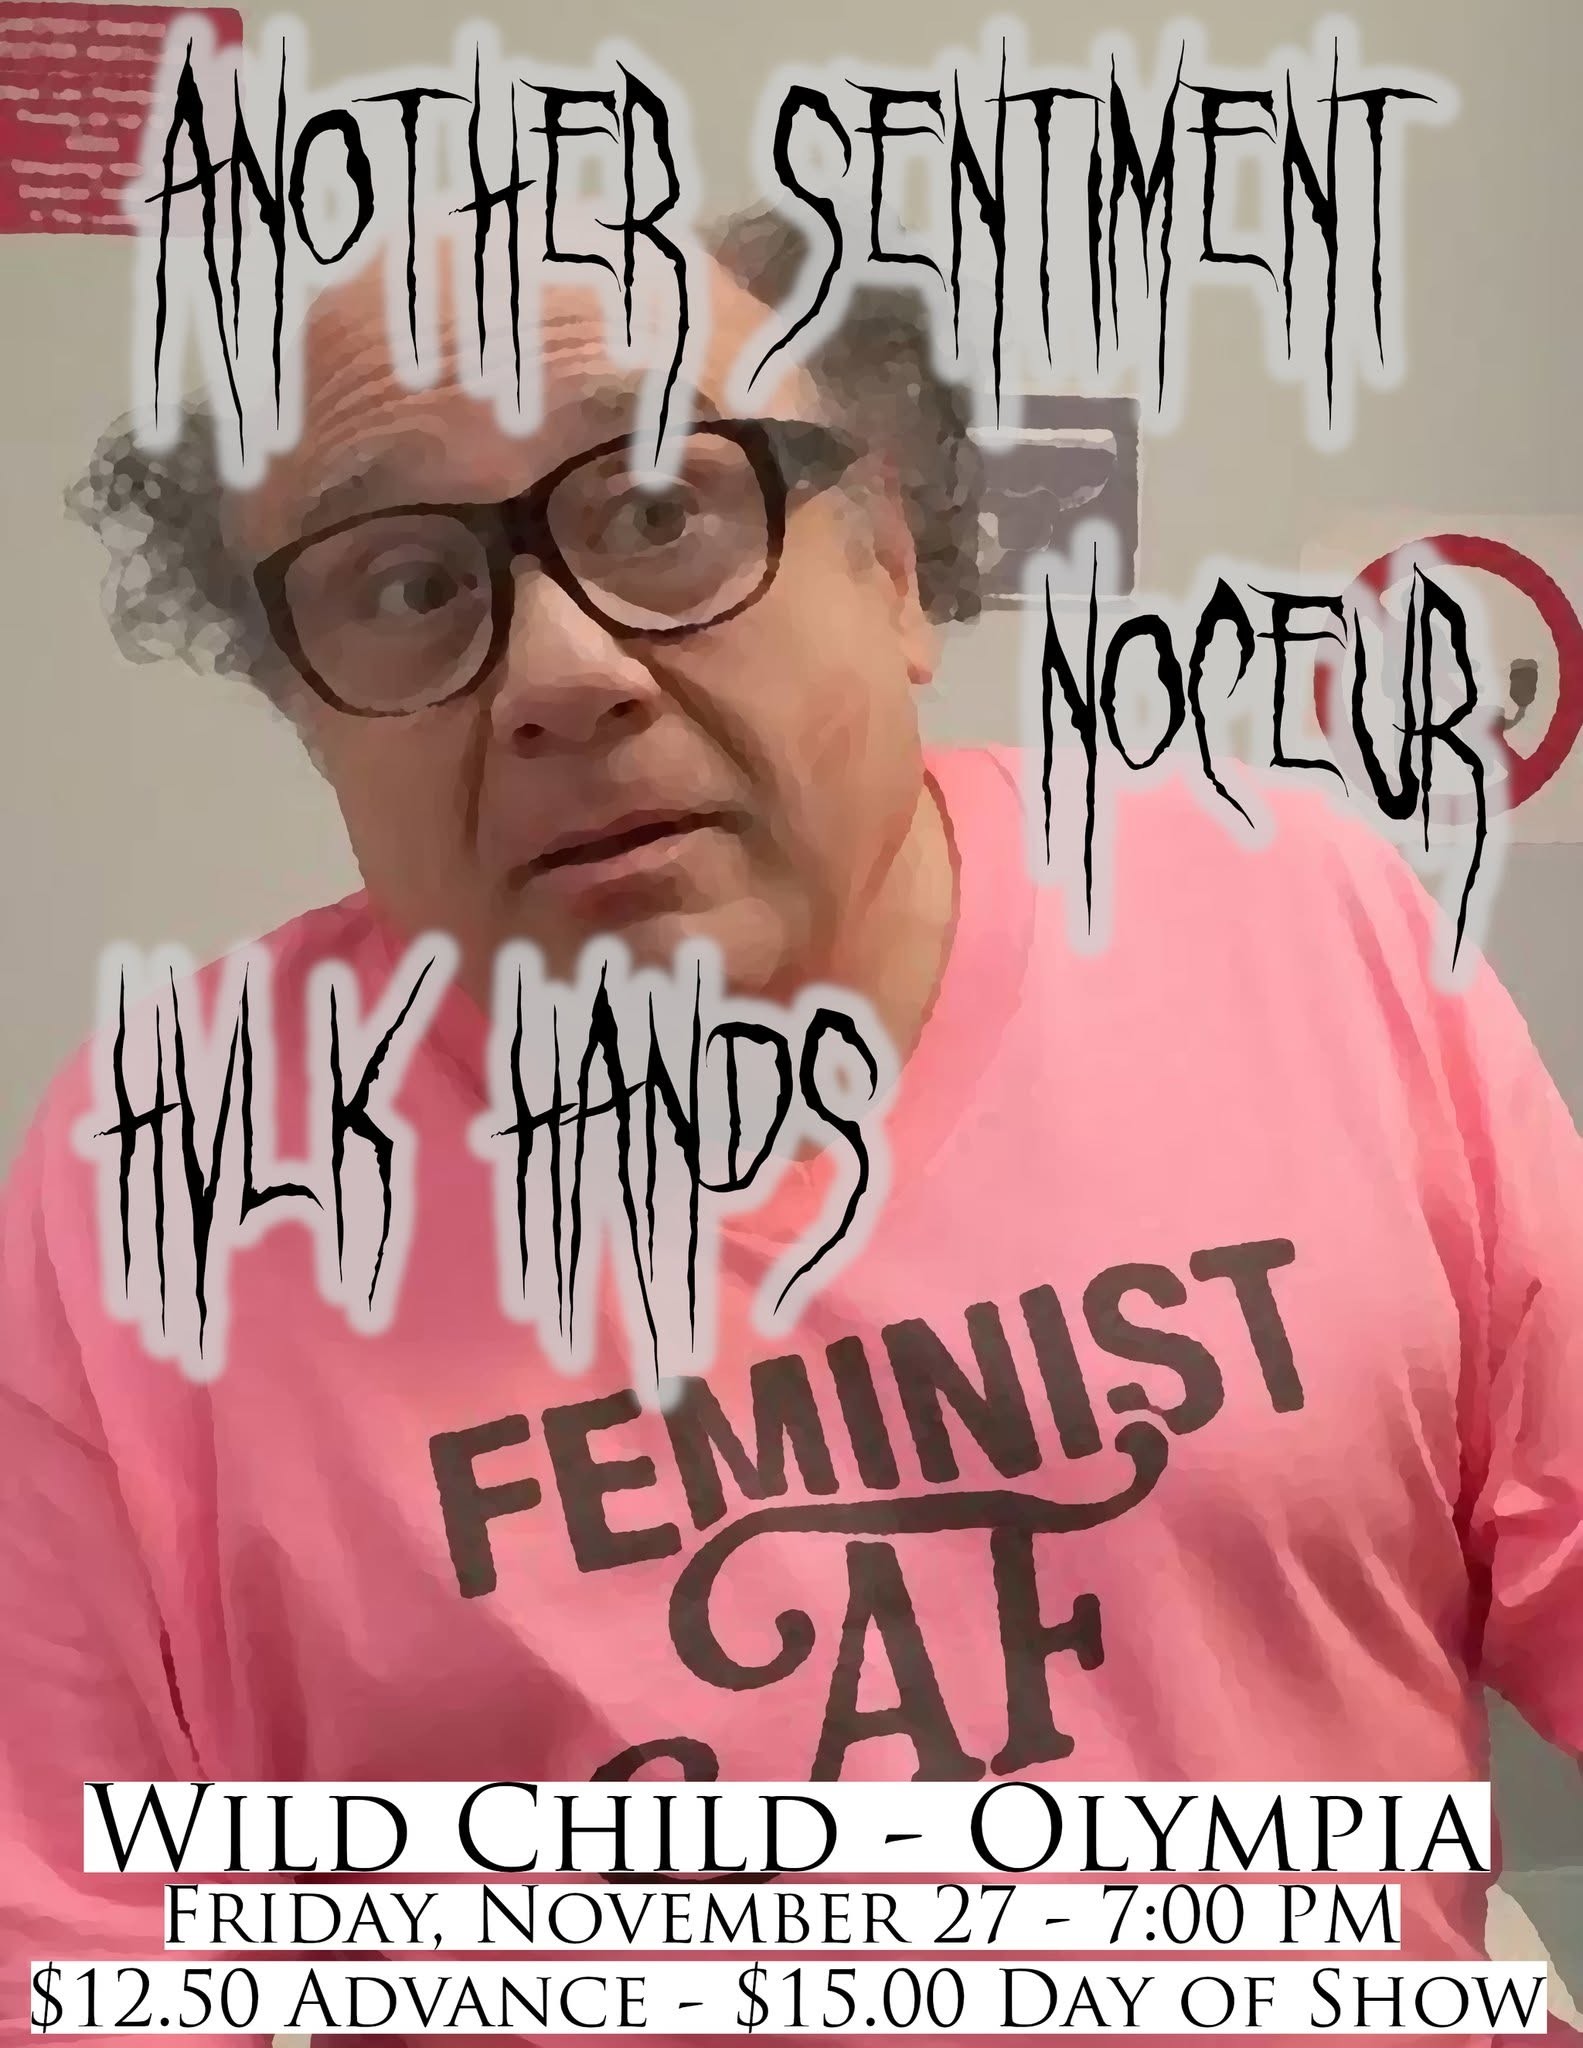 ANOTHER SENTIMENT
NOCEUR
HVLK HANDS
FEMINIST
AF
WILD CHILD - OLYMPIA
FRIDAY, NOVEMBER 27 - 7:00 PM
$12.50 ADVANCE - $15.00 DAY OF SHOW